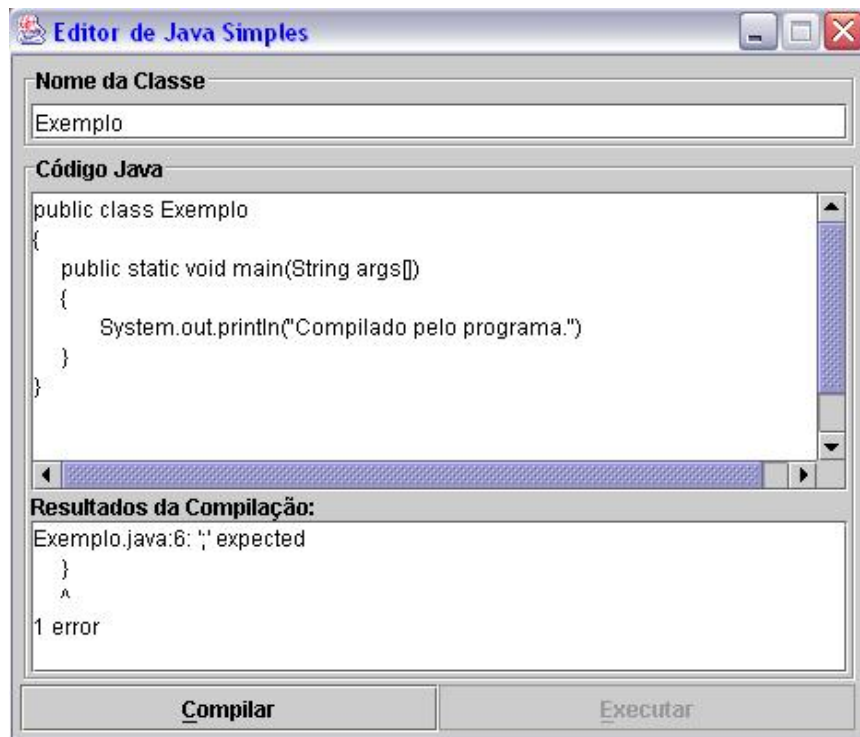 Editor de Java Simples
Nome da Classe
Exemplo
Código Java
public class Exemplo
{
public static void main(String args[])
{
System.out.println("Compilado pelo programa.")
}
}
Resultados da Compilação:
Exemplo.java:6: ';' expected
}
^
1 error
Compilar
Executar